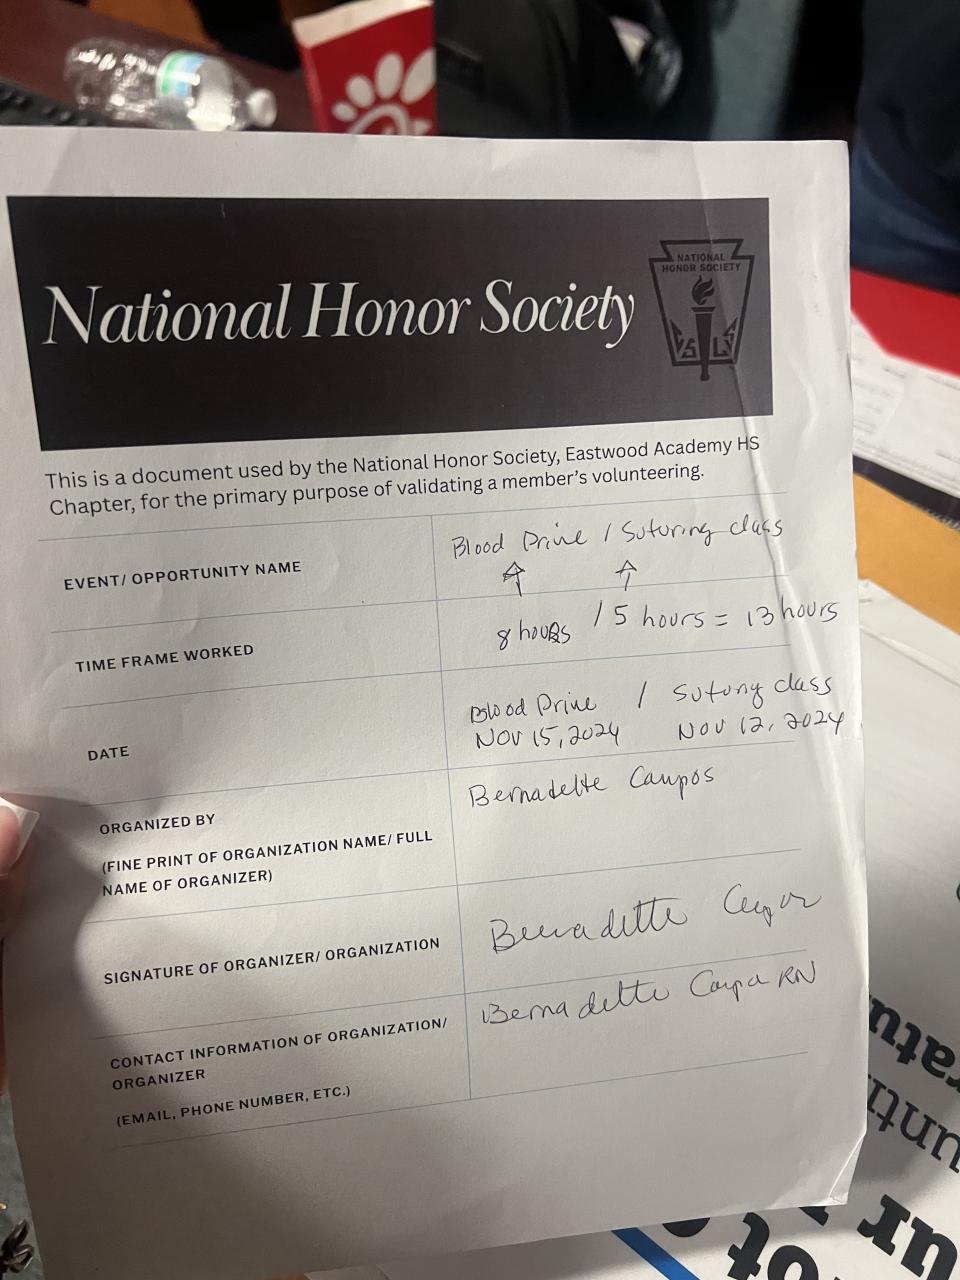 National Honor Society
NATIONAL
HONOR SOCIETY
This is a document used by the National Honor Society, Eastwood Academy HS
Chapter, for the primary purpose of validating a member's volunteering.
EVENT/ OPPORTUNITY NAME
Blood Drive / Suturing class
TIME FRAME WORKED
8 hours / 5 hours = 13 hours
DATE
Blood Drive / Suturing class
NOV 15, 2024 NOV 12, 2024
ORGANIZED BY
(FINE PRINT OF ORGANIZATION NAME/ FULL
NAME OF ORGANIZER)
Bernadette Campos
SIGNATURE OF ORGANIZER/ ORGANIZATION
Bernadette Campos
CONTACT INFORMATION OF ORGANIZATION/
ORGANIZER
(EMAIL, PHONE NUMBER, ETC.)
Bernadette Campos RN